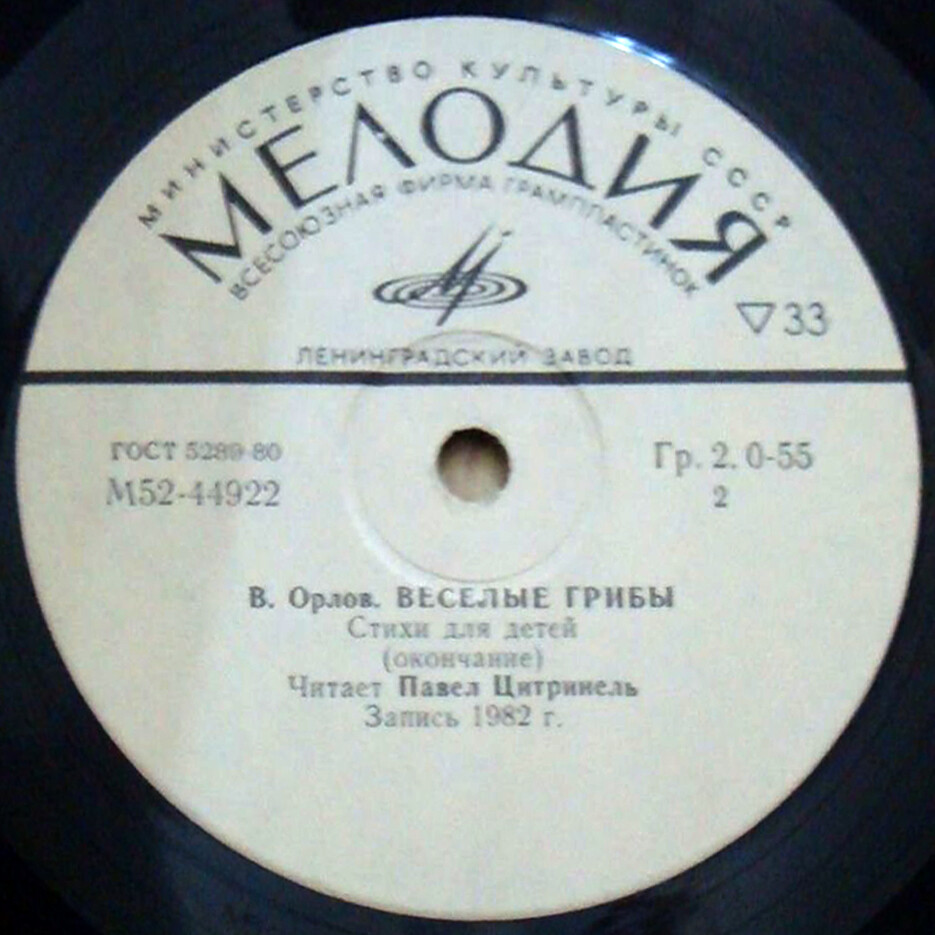 МИНИСТЕРСТВО КУЛЬТУРЫ СССР
МЕЛОДИЯ
ВСЕСОЮЗНАЯ ФИРМА ГРАМПЛАСТИНОК
▽33
ЛЕНИНГРАДСКИЙ ЗАВОД
ГОСТ 5289-80
Гр. 2. 0-55
М52-44922
2
В. Орлов. ВЕСЕЛЫЕ ГРИБЫ
Стихи для детей
(окончание)
Читает Павел Цитринель
Запись 1982 г.